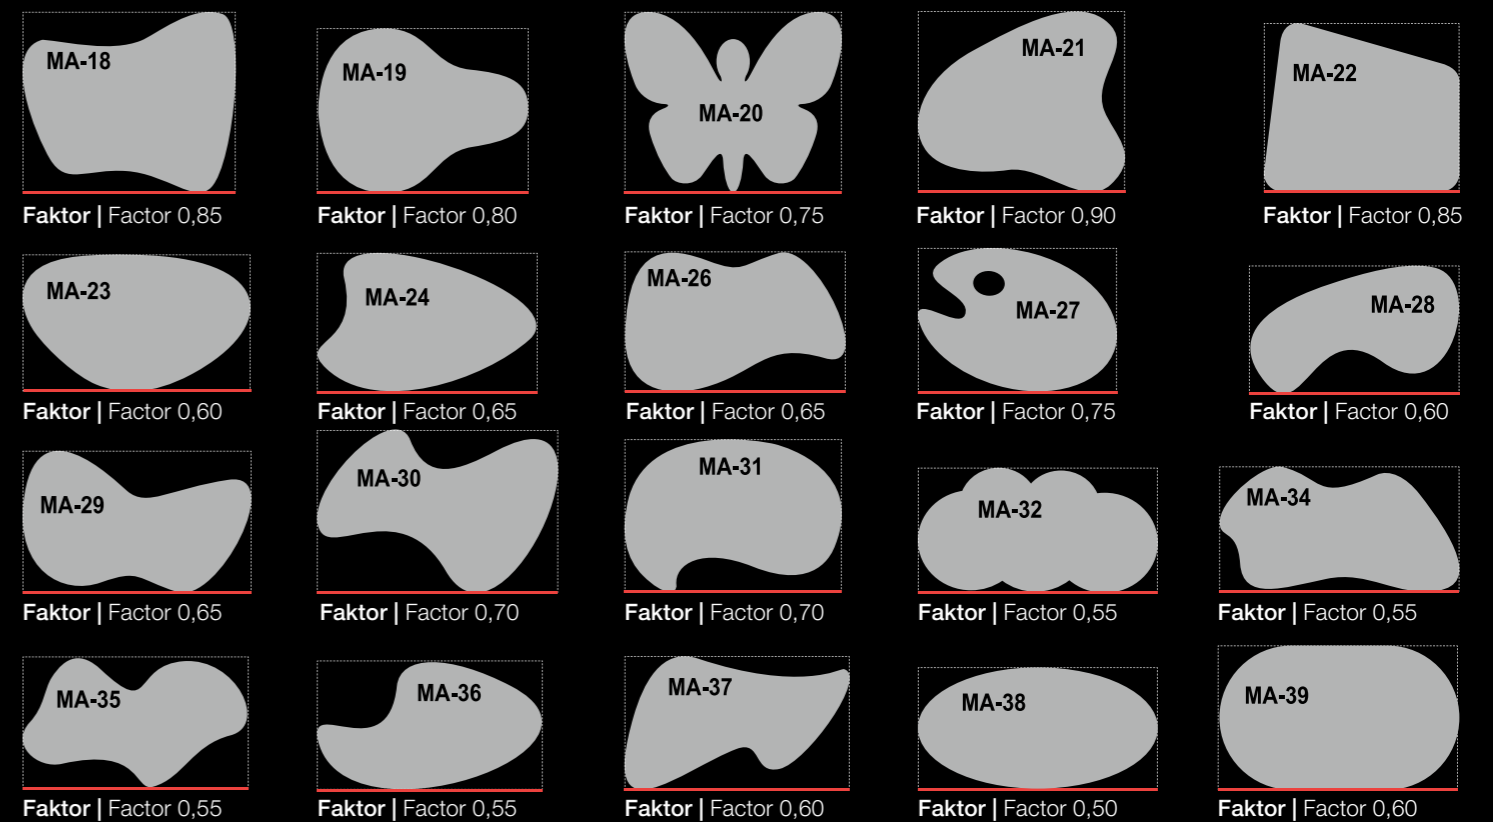 MA-18
MA-19
MA-20
MA-21
MA-22
Faktor | Factor 0,85
Faktor | Factor 0,80
Faktor | Factor 0,75
Faktor | Factor 0,90
Faktor | Factor 0,85
MA-23
MA-24
MA-26
MA-27
MA-28
Faktor | Factor 0,60
Faktor | Factor 0,65
Faktor | Factor 0,65
Faktor | Factor 0,75
Faktor | Factor 0,60
MA-29
MA-30
MA-31
MA-32
MA-34
Faktor | Factor 0,65
Faktor | Factor 0,70
Faktor | Factor 0,70
Faktor | Factor 0,55
Faktor | Factor 0,55
MA-35
MA-36
MA-37
MA-38
MA-39
Faktor | Factor 0,55
Faktor | Factor 0,55
Faktor | Factor 0,60
Faktor | Factor 0,50
Faktor | Factor 0,60